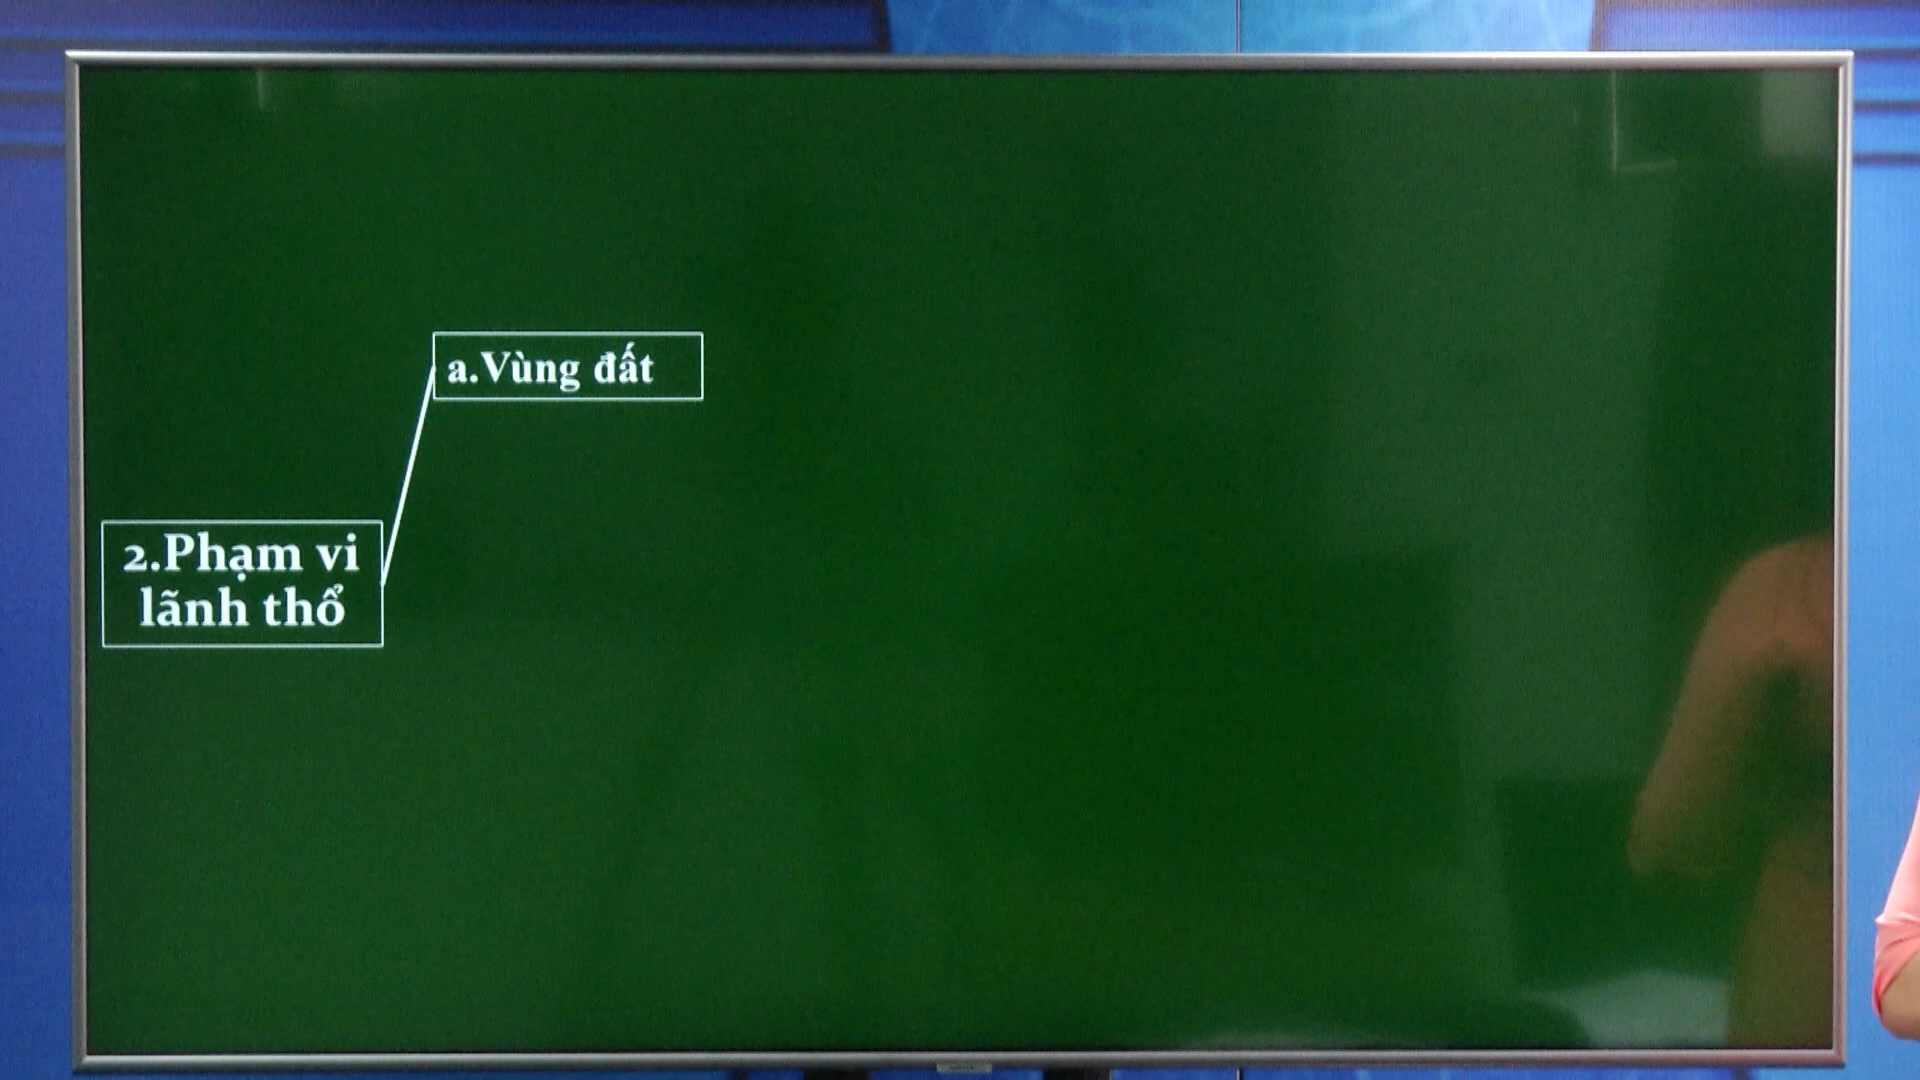 a.Vùng đất
2.Phạm vi
lãnh thổ